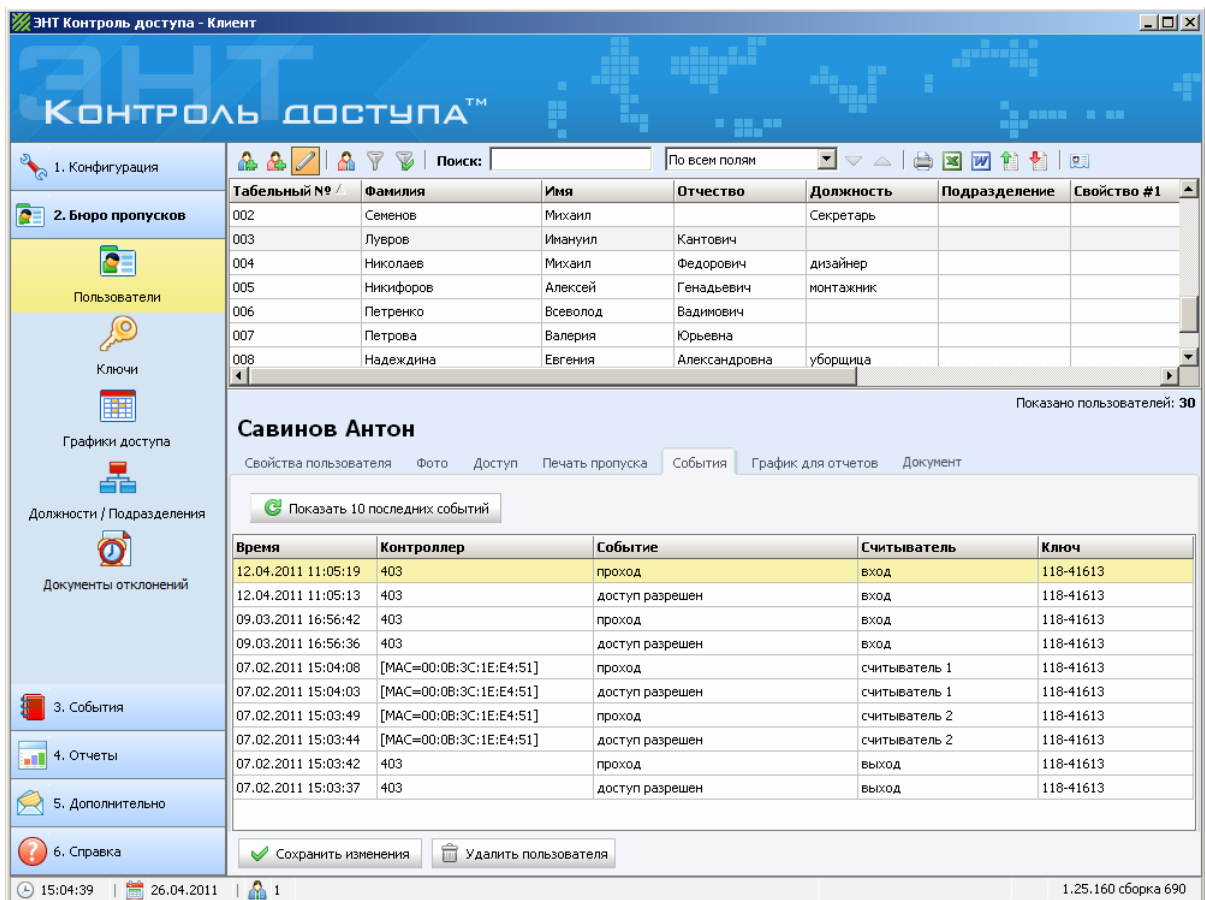 ЭНТ Контроль доступа - Клиент
ЭНТ
Контроль доступа™
1. Конфигурация
2. Бюро пропусков
Пользователи
Ключи
Графики доступа
Должности / Подразделения
Документы отклонений
3. События
4. Отчеты
5. Дополнительно
6. Справка
Поиск: По всем полям
Табельный № Фамилия Имя Отчество Должность Подразделение Свойство #1
002 Семенов Михаил Секретарь
003 Лувров Имануил Кантович
004 Николаев Михаил Федорович дизайнер
005 Никифоров Алексей Генадьевич монтажник
006 Петренко Всеволод Вадимович
007 Петрова Валерия Юрьевна
008 Надеждина Евгения Александровна уборщица
Показано пользователей: 30
Савинов Антон
Свойства пользователя Фото Доступ Печать пропуска События График для отчетов Документ
Показать 10 последних событий
Время Контроллер Событие Считыватель Ключ
12.04.2011 11:05:19 403 проход вход 118-41613
12.04.2011 11:05:13 403 доступ разрешен вход 118-41613
09.03.2011 16:56:42 403 проход вход 118-41613
09.03.2011 16:56:36 403 доступ разрешен вход 118-41613
07.02.2011 15:04:08 [MAC=00:0B:3C:1E:E4:51] проход считыватель 1 118-41613
07.02.2011 15:04:03 [MAC=00:0B:3C:1E:E4:51] доступ разрешен считыватель 1 118-41613
07.02.2011 15:03:49 [MAC=00:0B:3C:1E:E4:51] проход считыватель 2 118-41613
07.02.2011 15:03:44 [MAC=00:0B:3C:1E:E4:51] доступ разрешен считыватель 2 118-41613
07.02.2011 15:03:42 403 проход выход 118-41613
07.02.2011 15:03:37 403 доступ разрешен выход 118-41613
Сохранить изменения Удалить пользователя
15:04:39 26.04.2011 1 1.25.160 сборка 690